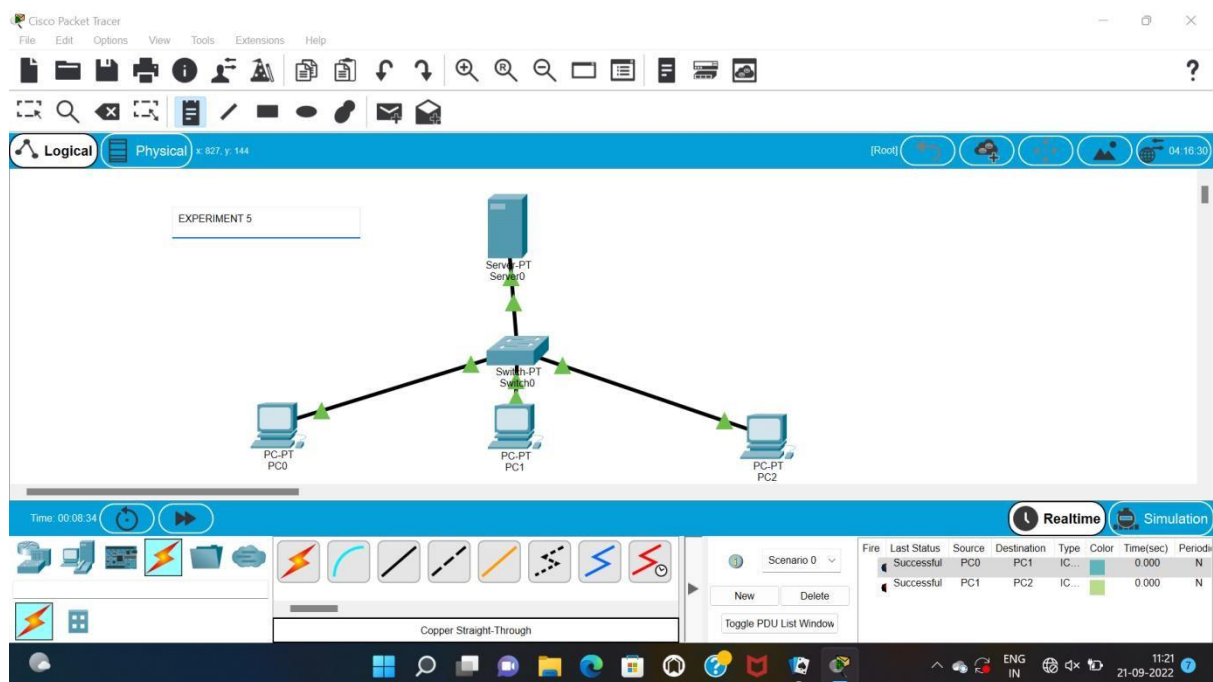 Cisco Packet Tracer
File Edit Options View Tools Extensions Help
?
Logical Physical x: 827, y: 144 [Root] 04:16:30
EXPERIMENT 5
Server-PT
Server0
Switch-PT
Switch0
PC-PT
PC0
PC-PT
PC1
PC-PT
PC2
Time: 00:08:34 Realtime Simulation
Scenario 0
New Delete
Toggle PDU List Window
Fire Last Status Source Destination Type Color Time(sec) Periodi
Successful PC0 PC1 IC... 0.000 N
Successful PC1 PC2 IC... 0.000 N
Copper Straight-Through
ENG
IN
11:21
21-09-2022
7